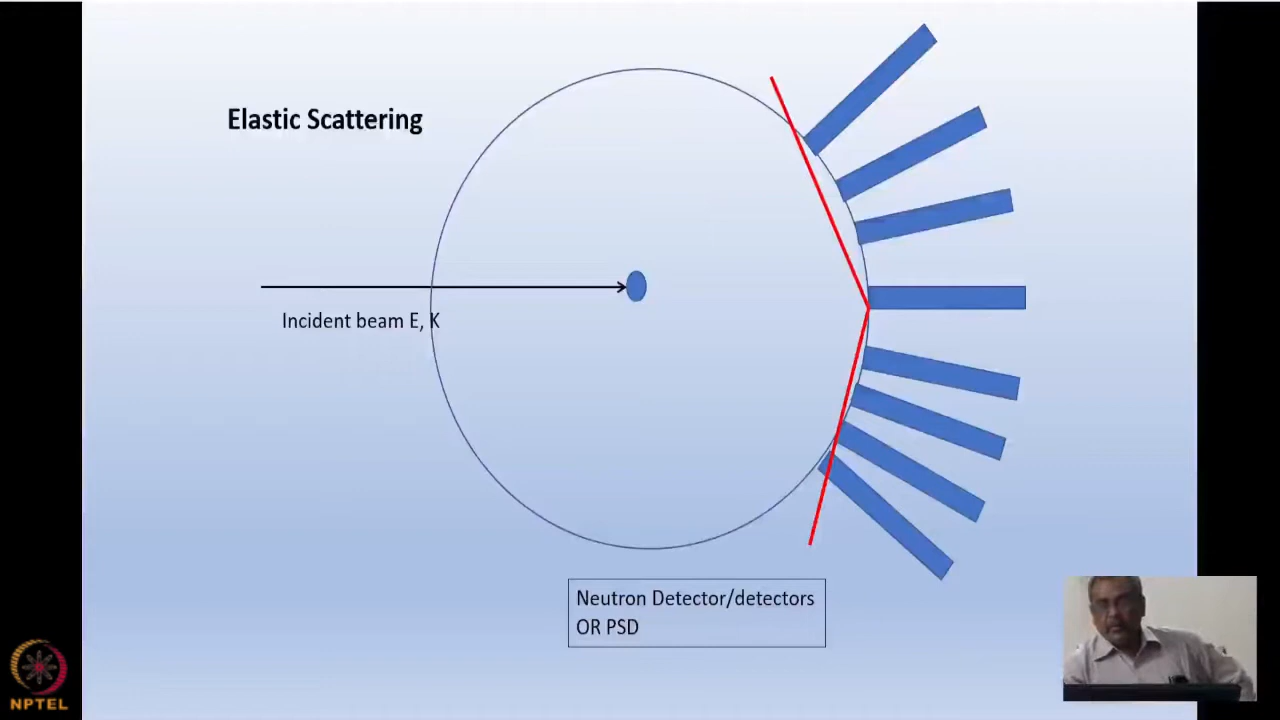 Elastic Scattering
Incident beam E, K
Neutron Detector/detectors
OR PSD
NPTEL